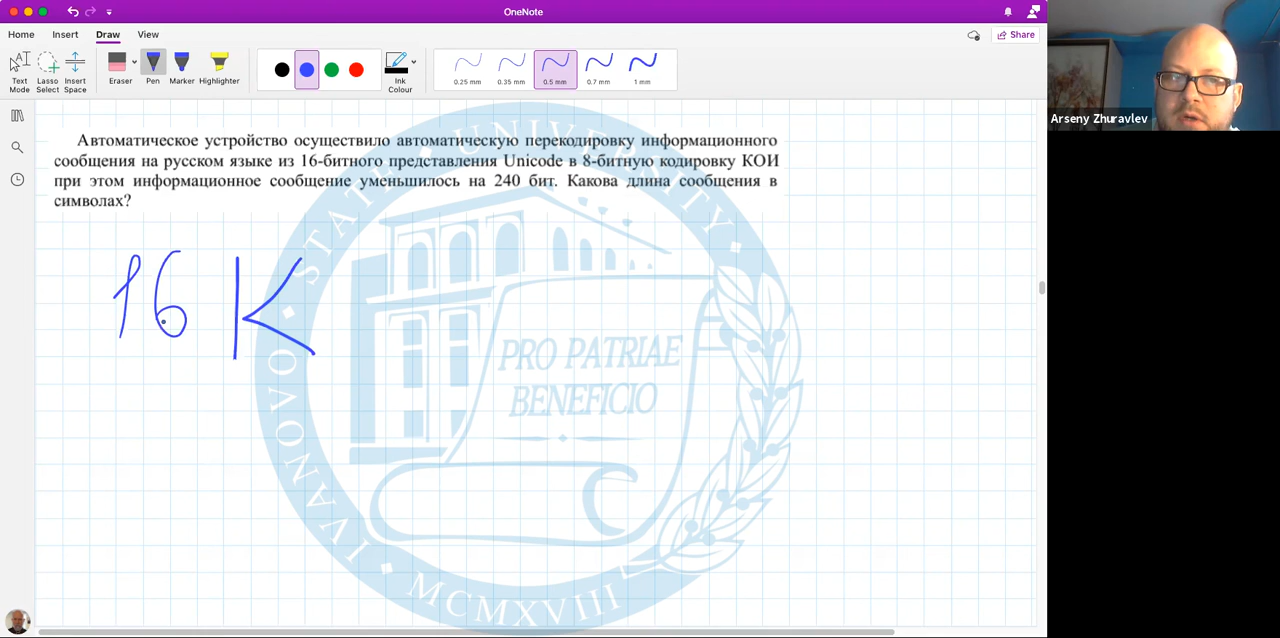 OneNote
Home Insert Draw View
Share
Text Mode
Lasso Select
Insert Space
Eraser
Pen
Marker
Highlighter
Ink Colour
0.25 mm
0.35 mm
0.5 mm
0.7 mm
1 mm
Arseny Zhuravlev
Автоматическое устройство осуществило автоматическую перекодировку информационного
сообщения на русском языке из 16-битного представления Unicode в 8-битную кодировку КОИ
при этом информационное сообщение уменьшилось на 240 бит. Какова длина сообщения в
символах?
16 K
IVANOVO STATE UNIVERSITY
PRO PATRIAE
BENEFICIO
MCMXVIII